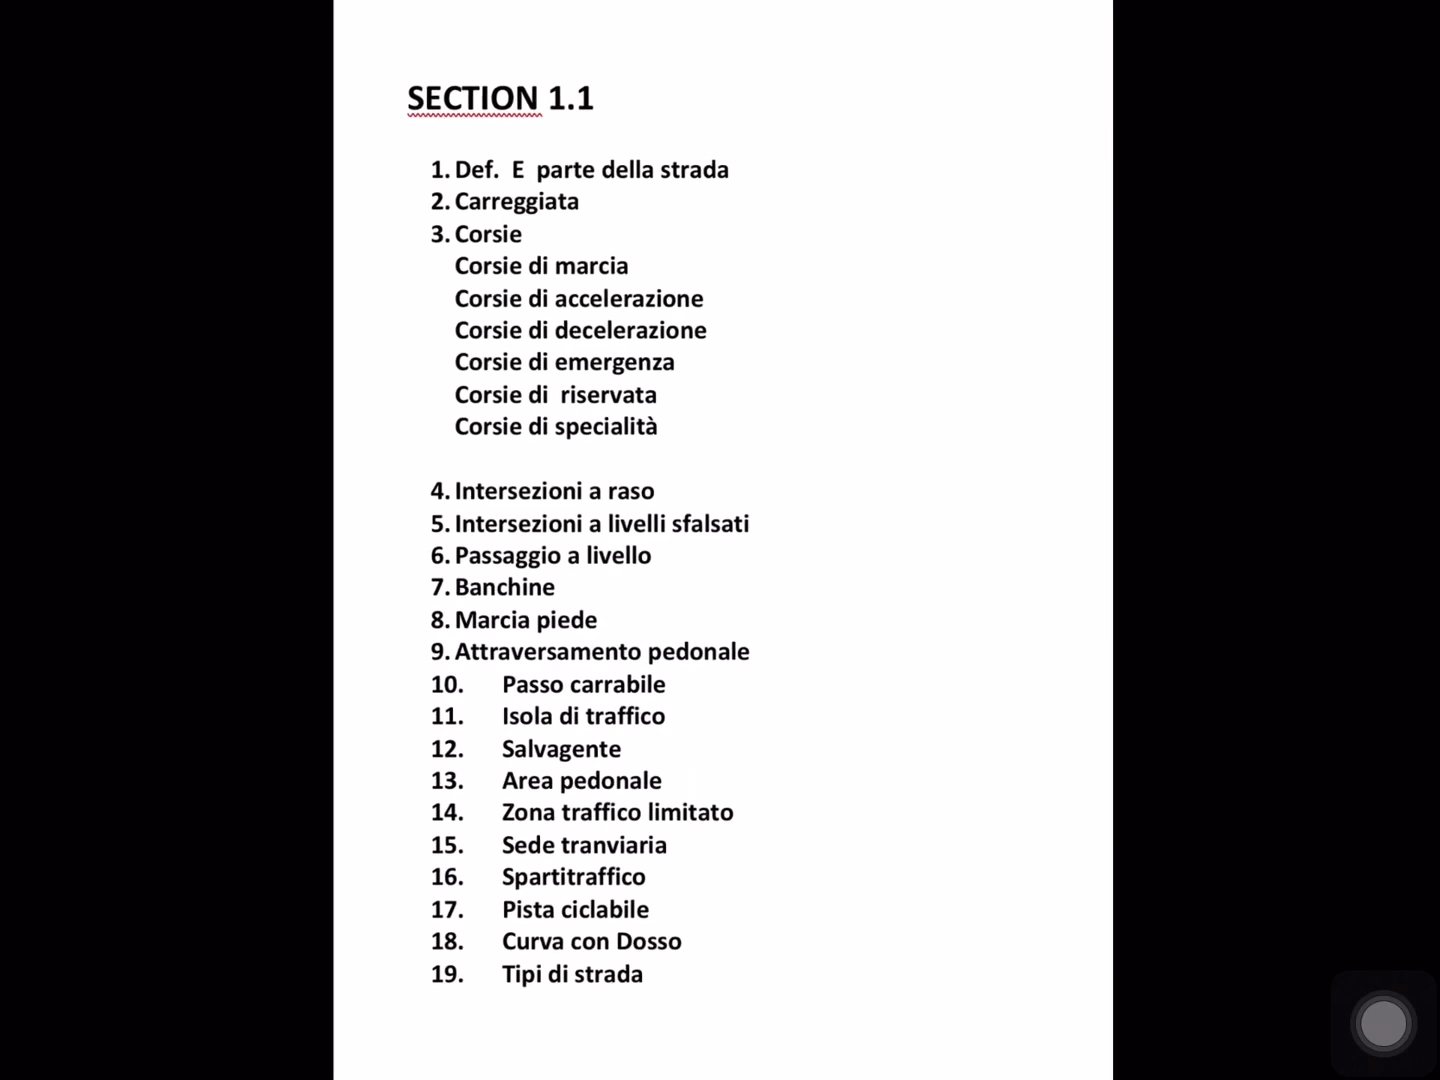 SECTION 1.1
1. Def. E parte della strada
2. Carreggiata
3. Corsie
Corsie di marcia
Corsie di accelerazione
Corsie di decelerazione
Corsie di emergenza
Corsie di riservata
Corsie di specialità
4. Intersezioni a raso
5. Intersezioni a livelli sfalsati
6. Passaggio a livello
7. Banchine
8. Marcia piede
9. Attraversamento pedonale
10. Passo carrabile
11. Isola di traffico
12. Salvagente
13. Area pedonale
14. Zona traffico limitato
15. Sede tranviaria
16. Spartitraffico
17. Pista ciclabile
18. Curva con Dosso
19. Tipi di strada